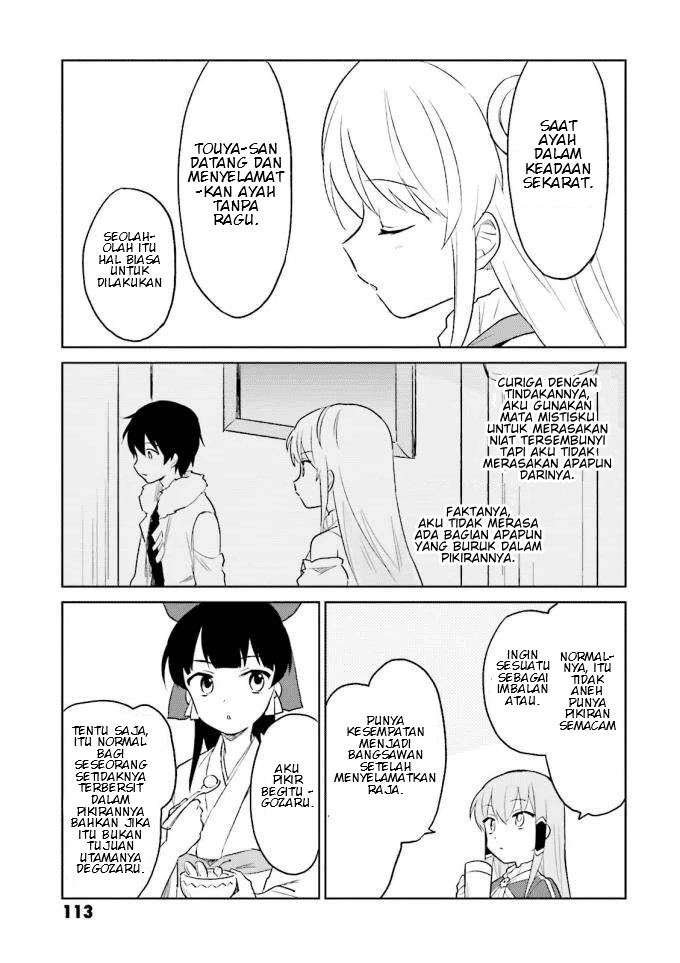 SAAT
AYAH
DALAM
KEADAAN
SEKARAT.
TOUYA-SAN
DATANG DAN
MENYELAMAT
-KAN AYAH
TANPA
RAGU.
SEOLAH-
OLAH ITU
HAL BIASA
UNTUK
DILAKUKAN
CURIGA DENGAN
TINDAKANNYA,
AKU GUNAKAN
MATA MISTISKU
UNTUK MERASAKAN
NIAT TERSEMBUNYI
TAPI AKU TIDAK
MERASAKAN APAPUN
DARINYA.
FAKTANYA,
AKU TIDAK MERASA
ADA BAGIAN APAPUN
YANG BURUK DALAM
PIKIRANNYA.
NORMAL-
NYA, ITU
TIDAK
ANEH
PUNYA
PIKIRAN
SEMACAM
INGIN
SESUATU
SEBAGAI
IMBALAN
ATAU.
PUNYA
KESEMPATAN
MENJADI
BANGSAWAN
SETELAH
MENYELAMATKAN
RAJA.
AKU
PIKIR
BEGITU -
GOZARU.
TENTU SAJA,
ITU NORMAL
BAGI
SESEORANG
SETIDAKNYA
TERBERSIT
DALAM
PIKIRANNYA
BAHKAN JIKA
ITU BUKAN
TUJUAN
UTAMANYA
DEGOZARU.
113